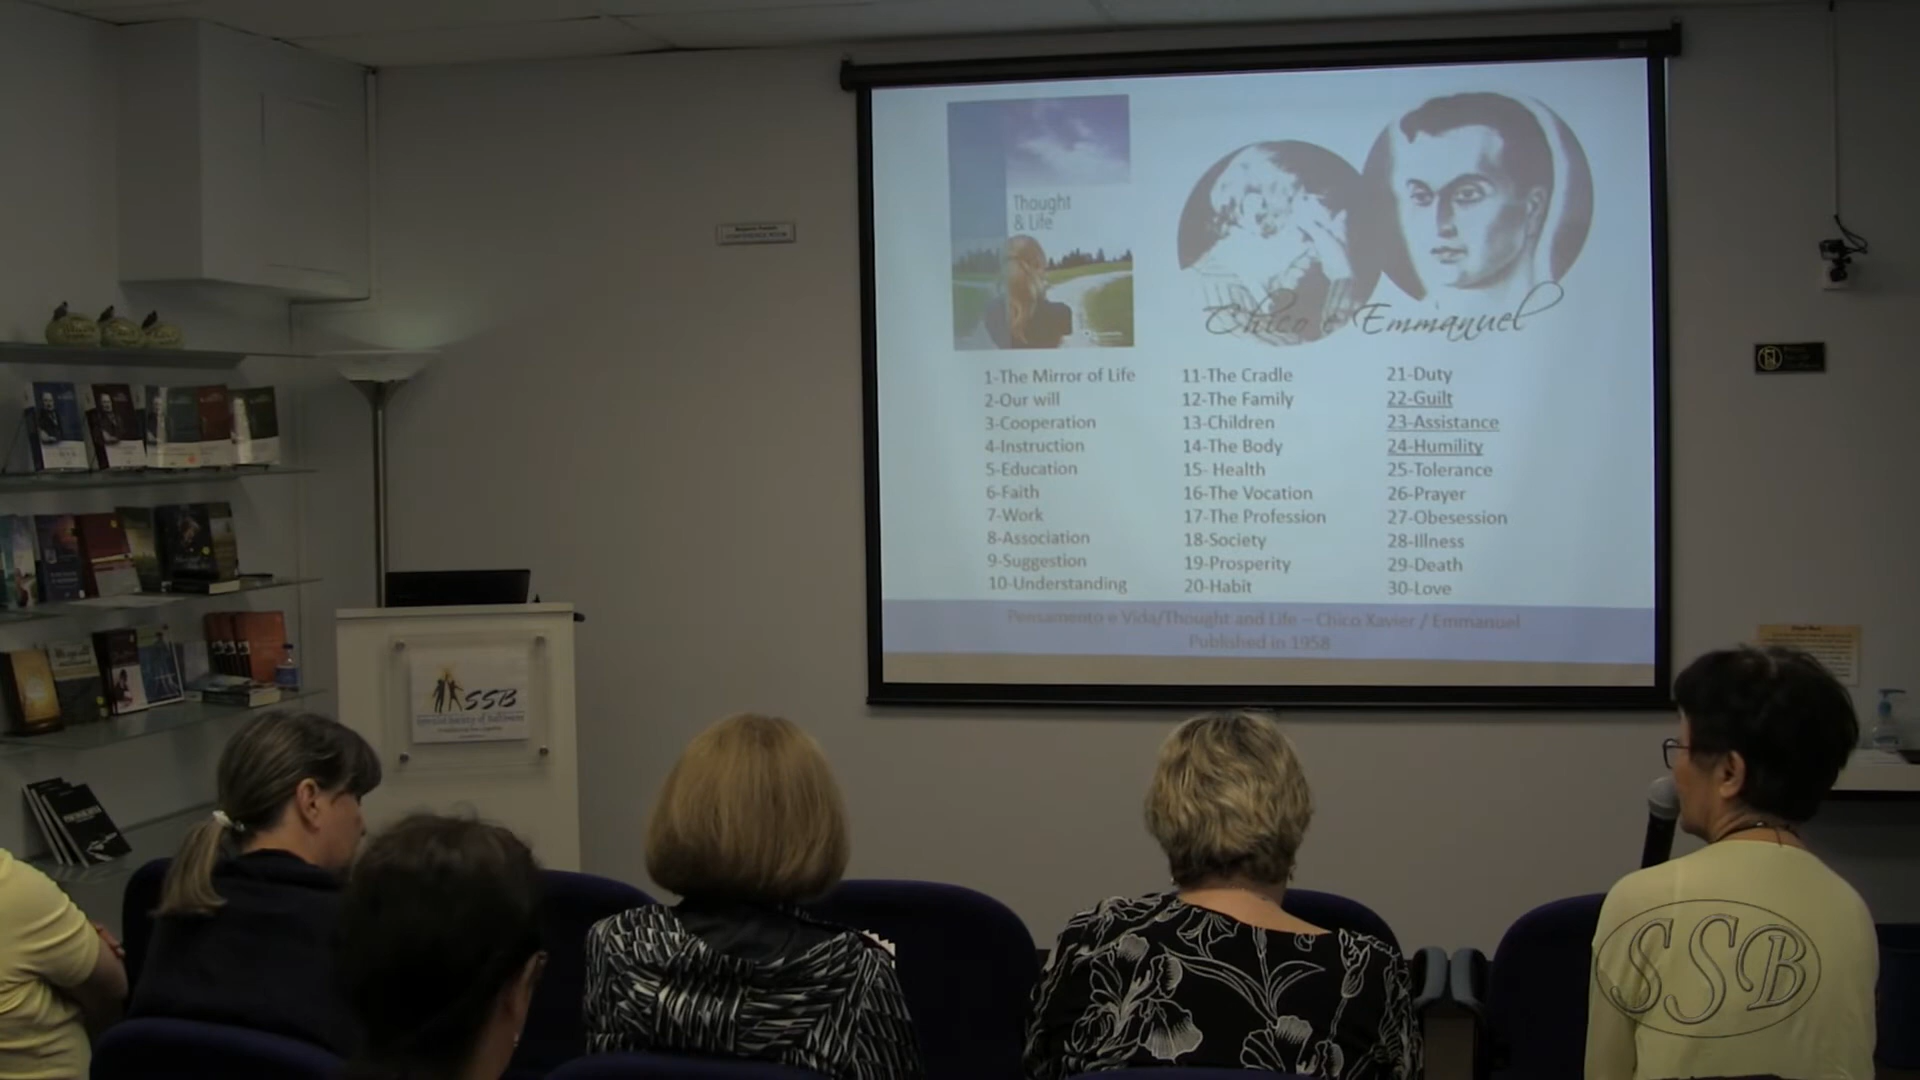 Thought
& Life
Chico e Emmanuel
1-The Mirror of Life
2-Our will
3-Cooperation
4-Instruction
5-Education
6-Faith
7-Work
8-Association
9-Suggestion
10-Understanding
11-The Cradle
12-The Family
13-Children
14-The Body
15- Health
16-The Vocation
17-The Profession
18-Society
19-Prosperity
20-Habit
21-Duty
22-Guilt
23-Assistance
24-Humility
25-Tolerance
26-Prayer
27-Obesession
28-Illness
29-Death
30-Love
Pensamento e Vida/Thought and Life – Chico Xavier / Emmanuel
Published in 1958
SSB
Spiritist Society of Baltimore
SSB